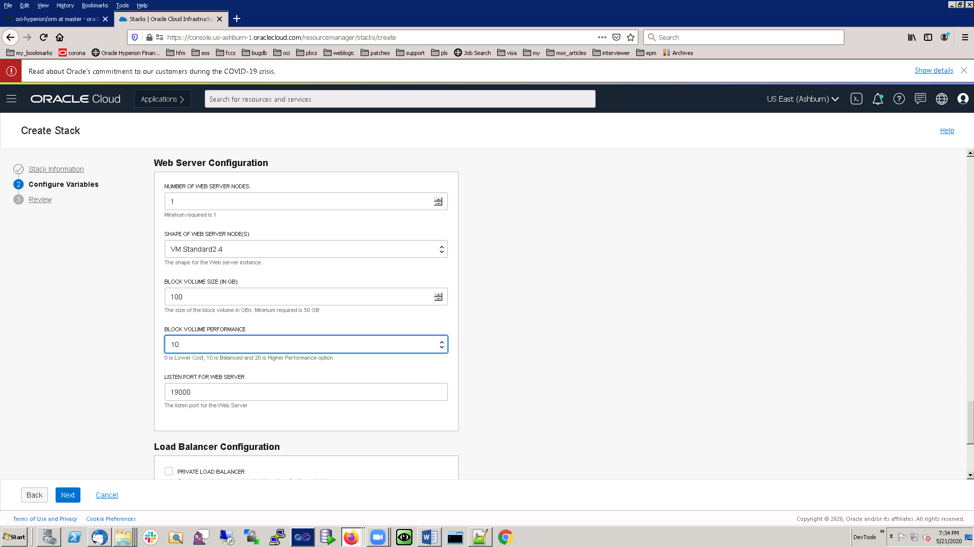 File Edit View History Bookmarks Tools Help
oci-hyperion/orm at master · orac
Stacks | Oracle Cloud Infrastructu
https://console.us-ashburn-1.oraclecloud.com/resourcemanager/stacks/create
Search
my_bookmarks corona Oracle Hyperion Finan... hfm ess fccs bugdb oci pbcs weblogic patches support pls Job Search visa my mos_articles interviewer epm Archives
Read about Oracle's commitment to our customers during the COVID-19 crisis.
Show details
ORACLE Cloud
Applications
Search for resources and services
US East (Ashburn)
Create Stack
Help
Stack Information
2 Configure Variables
3 Review
Web Server Configuration
NUMBER OF WEB SERVER NODES.
1
Minimum required is 1
SHAPE OF WEB SERVER NODE(S)
VM.Standard2.4
The shape for the Web server instance.
BLOCK VOLUME SIZE (IN GB)
100
The size of the block volume in GBs. Minimum required is 50 GB
BLOCK VOLUME PERFORMANCE
10
0 is Lower Cost, 10 is Balanced and 20 is Higher Performance option
LISTEN PORT FOR WEB SERVER
19000
The listen port for the Web Server
Load Balancer Configuration
PRIVATE LOAD BALANCER
Back
Next
Cancel
Terms of Use and Privacy
Cookie Preferences
Copyright © 2020, Oracle and/or its affiliates. All rights reserved.
Start
DevTools
7:34 PM
5/21/2020